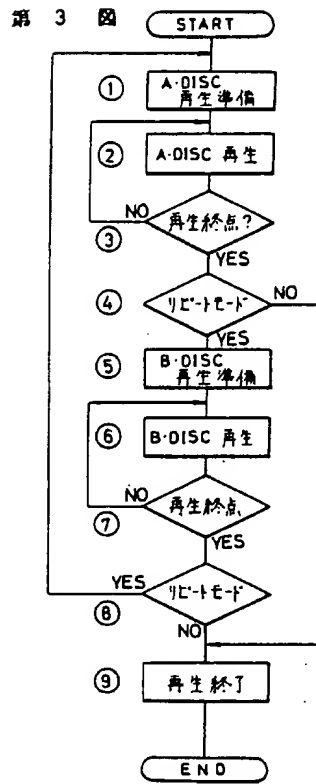 第 3 図
START
① A·DISC
再生準備
② A·DISC 再生
NO
再生終点?
③
YES
④ リピートモード NO
YES
⑤ B·DISC
再生準備
⑥ B·DISC 再生
NO
再生終点
⑦
YES
YES リピートモード
⑧
NO
⑨ 再生終了
END